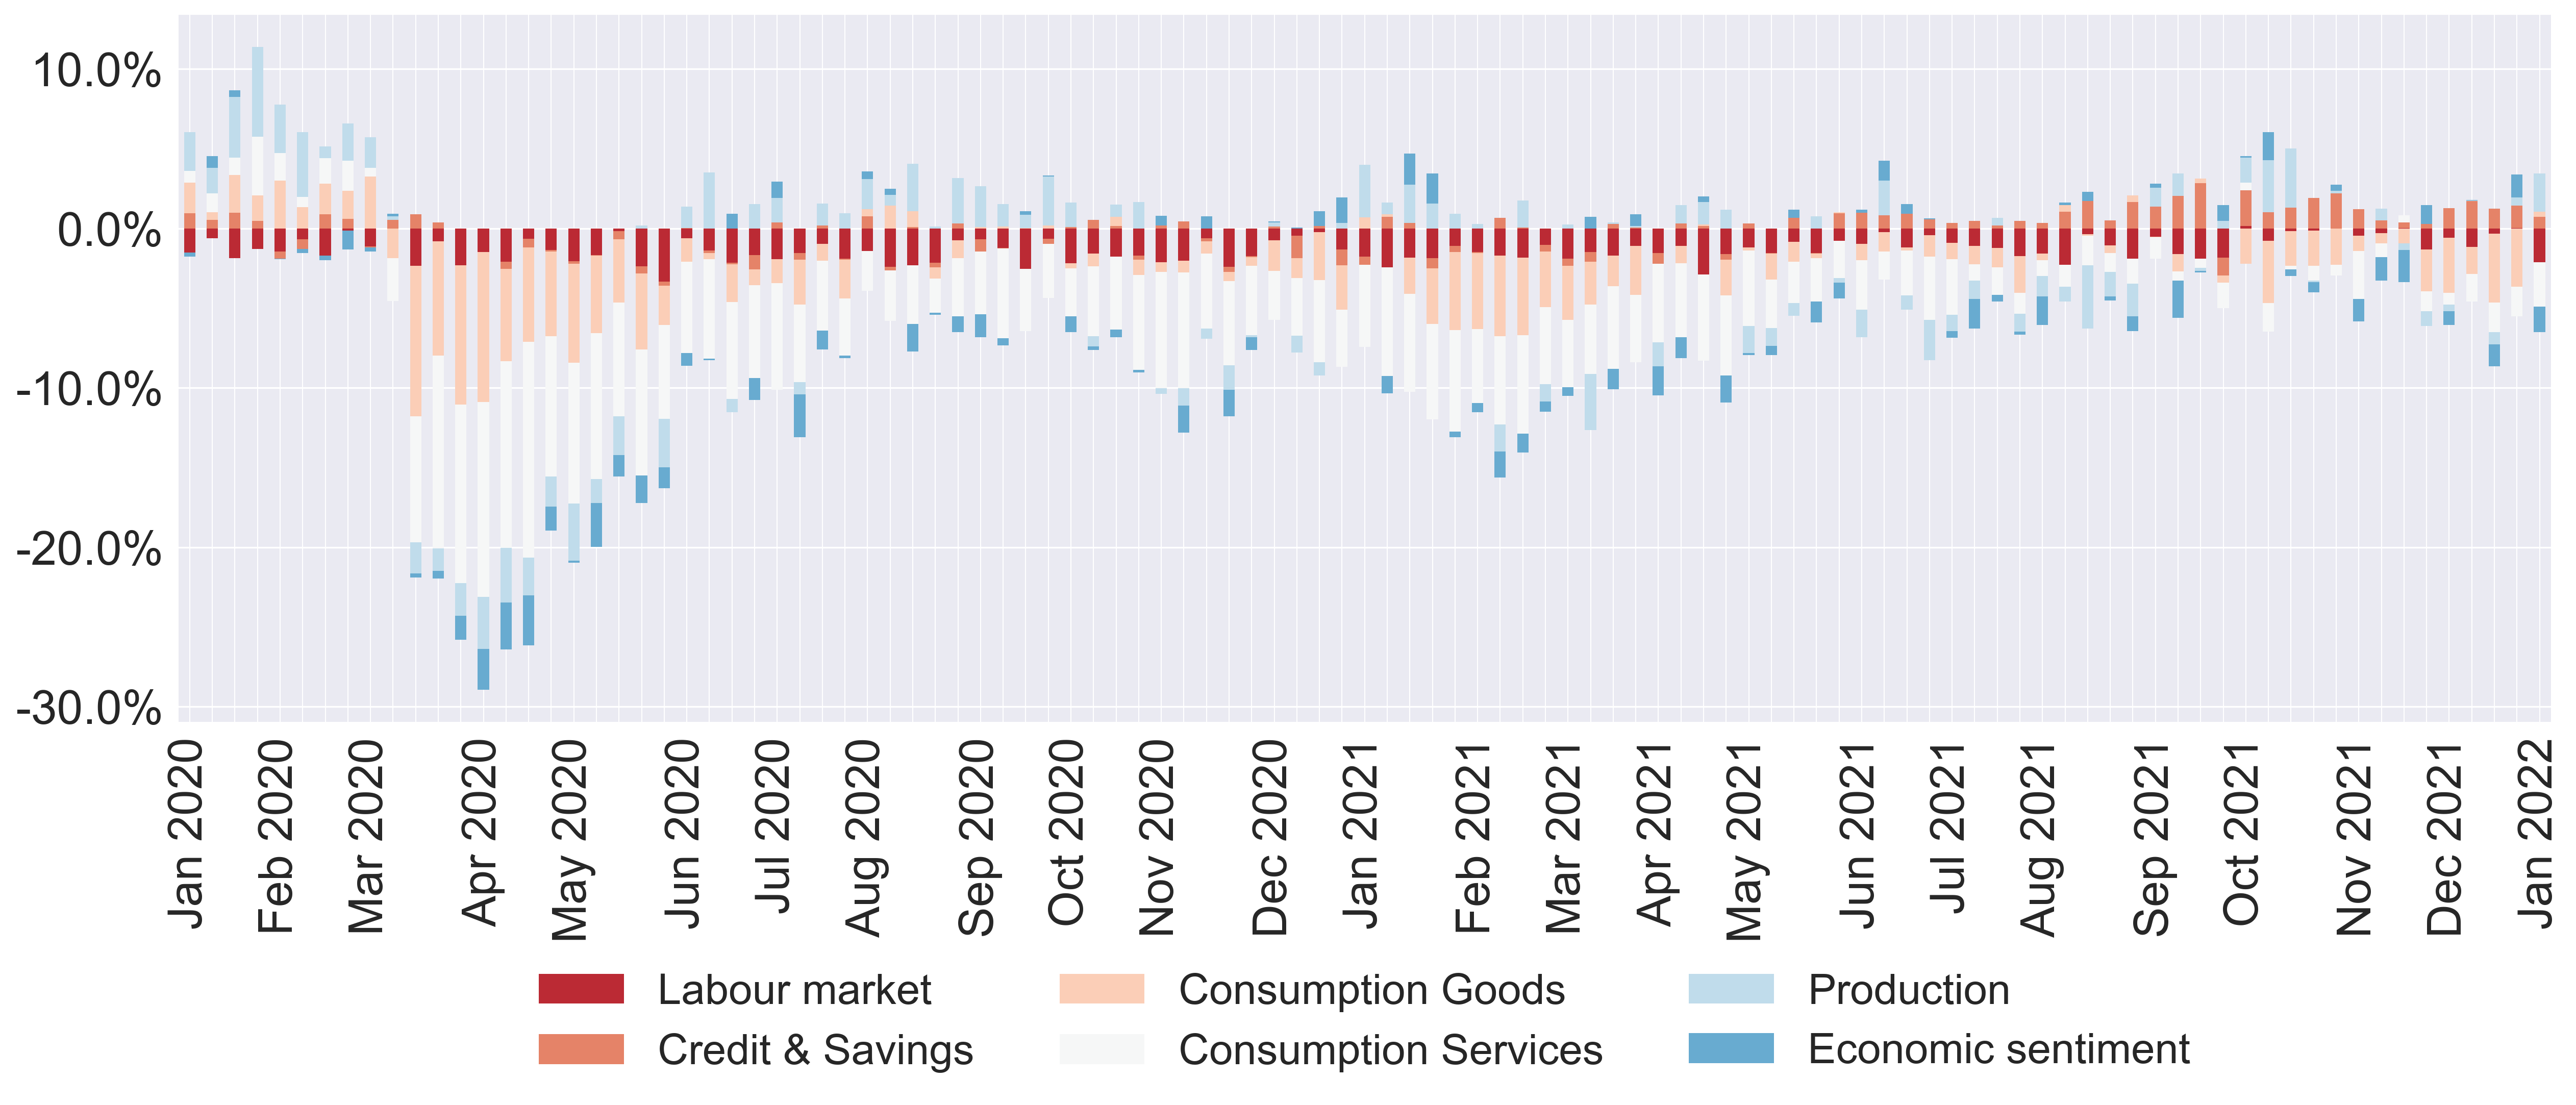 10.0%
0.0%
-10.0%
-20.0%
-30.0%
Jan 2020
Feb 2020
Mar 2020
Apr 2020
May 2020
Jun 2020
Jul 2020
Aug 2020
Sep 2020
Oct 2020
Nov 2020
Dec 2020
Jan 2021
Feb 2021
Mar 2021
Apr 2021
May 2021
Jun 2021
Jul 2021
Aug 2021
Sep 2021
Oct 2021
Nov 2021
Dec 2021
Jan 2022
Labour market
Credit & Savings
Consumption Goods
Consumption Services
Production
Economic sentiment